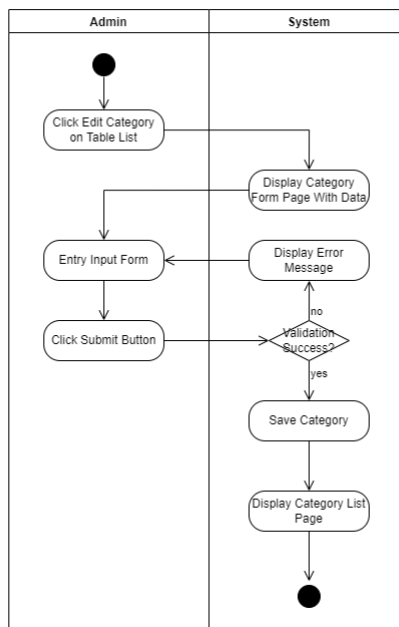 Admin
System
Click Edit Category
on Table List
Display Category
Form Page With Data
Entry Input Form
Display Error
Message
no
Click Submit Button
Validation
Success?
yes
Save Category
Display Category List
Page